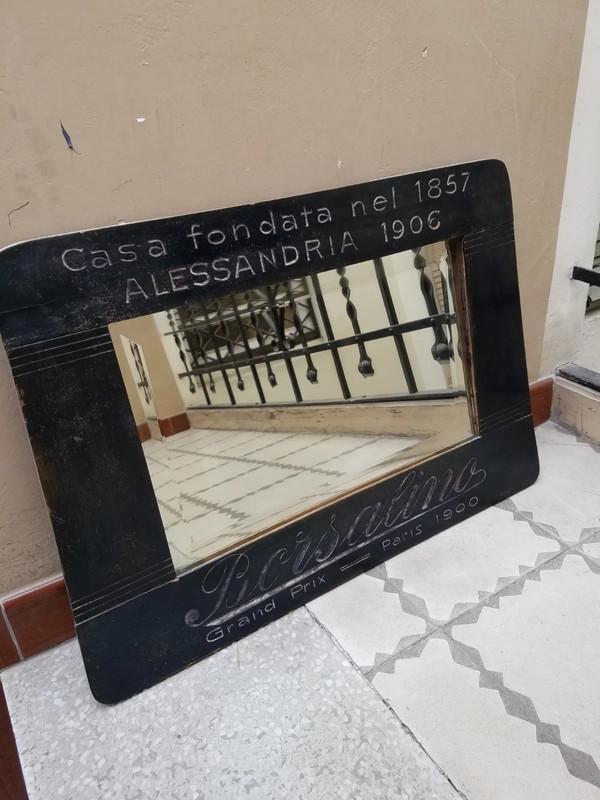 Casa fondata nel 1857
ALESSANDRIA 1906
Borsalino
Grand Prix = Paris 1900